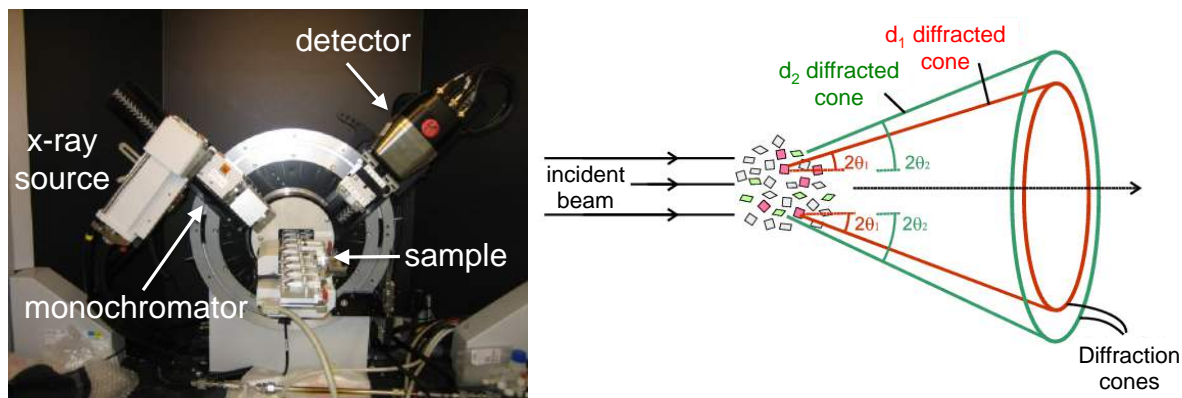 detector
x-ray
source
sample
monochromator
d₁ diffracted
cone
d₂ diffracted
cone
incident
beam
2θ₁
2θ₂
2θ₁
2θ₂
Diffraction
cones